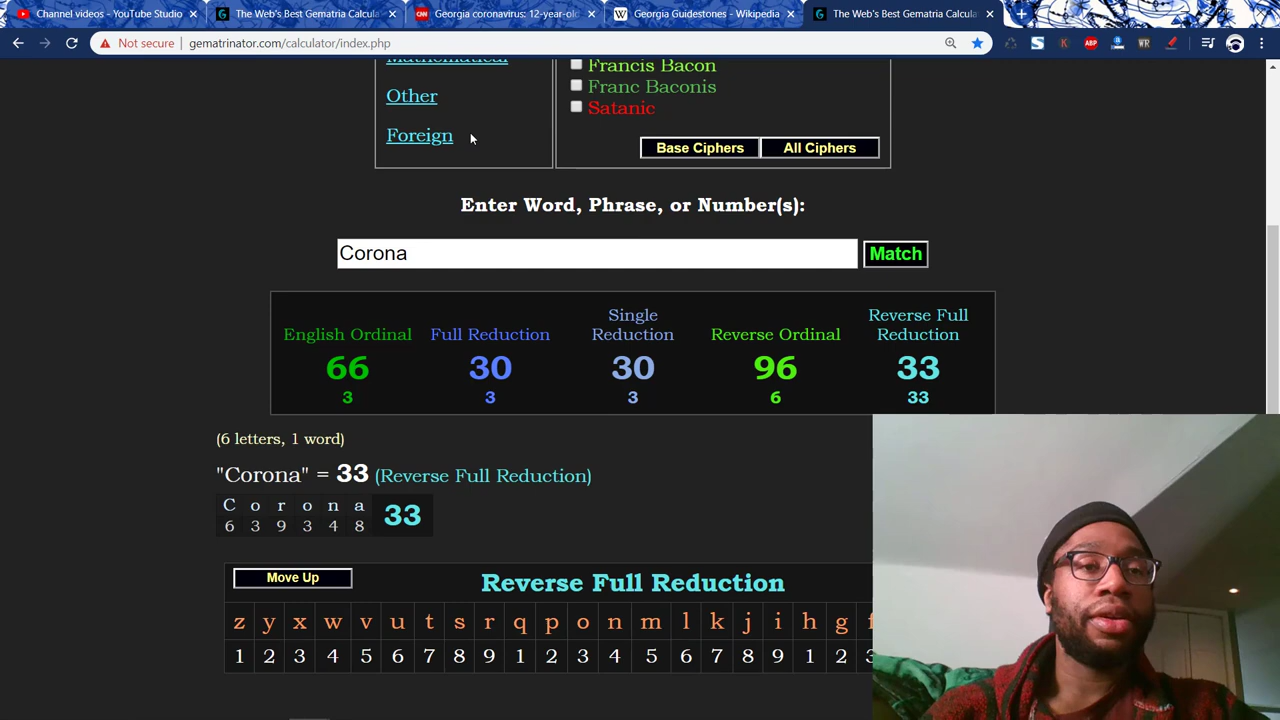 Channel videos - YouTube Studio
The Web's Best Gematria Calcula
Georgia coronavirus: 12-year-old
Georgia Guidestones - Wikipedia
The Web's Best Gematria Calcula
Not secure | gematrinator.com/calculator/index.php
ABP
WR
Mathematical
Other
Foreign
Francis Bacon
Franc Baconis
Satanic
Base Ciphers
All Ciphers
Enter Word, Phrase, or Number(s):
Corona
Match
English Ordinal
66
3
Full Reduction
30
3
Single
Reduction
30
3
Reverse Ordinal
96
6
Reverse Full
Reduction
33
33
(6 letters, 1 word)
"Corona" = 33 (Reverse Full Reduction)
C o r o n a
6 3 9 3 4 8
33
Move Up
Reverse Full Reduction
z y x w v u t s r q p o n m l k j i h g
1 2 3 4 5 6 7 8 9 1 2 3 4 5 6 7 8 9 1 2